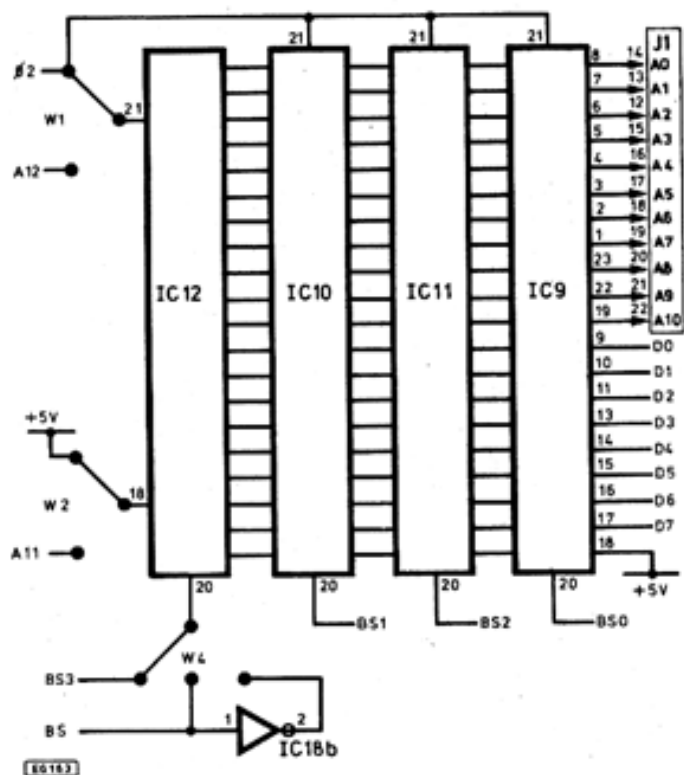 21 21 21 J1
ø2 8 14 A0
21 7 13 A1
W1 6 12 A2
5 15 A3
A12 4 16 A4
3 17 A5
2 18 A6
1 19 A7
23 20 A8
IC12 IC10 IC11 IC9
22 21 A9
19 22 A10
9 D0
10 D1
11 D2
+5V 13 D3
14 D4
15 D5
18 16 D6
W2
17 D7
A11 18
20 20 20 20 +5V
BS1 BS2 BS0
W4
BS3
BS 1 2
IC18b
EG163